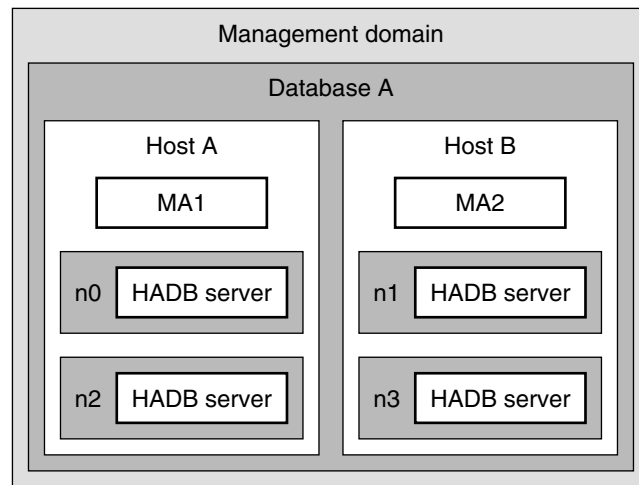 Management domain
Database A
Host A
MA1
n0 HADB server
n2 HADB server
Host B
MA2
n1 HADB server
n3 HADB server